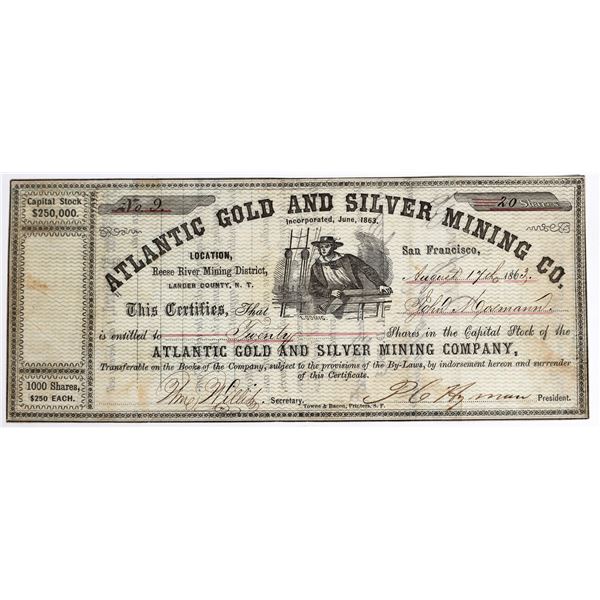 Capital Stock
$250,000.
No. 9.
20 Shares
ATLANTIC GOLD AND SILVER MINING CO.
Incorporated, June, 1863.
LOCATION,
Reese River Mining District,
LANDER COUNTY, N. T.
San Francisco,
August 17th 1863.
This Certifies, That John
is entitled to Twenty Shares in the Capital Stock of the
ATLANTIC GOLD AND SILVER MINING COMPANY,
Transferable on the Books of the Company, subject to the provisions of the By-Laws, by indorsement hereon and surrender
of this Certificate.
1000 Shares,
$250 EACH.
Wm Secretary.
Towne & Bacon, Printers, S. F.
Hyman President.